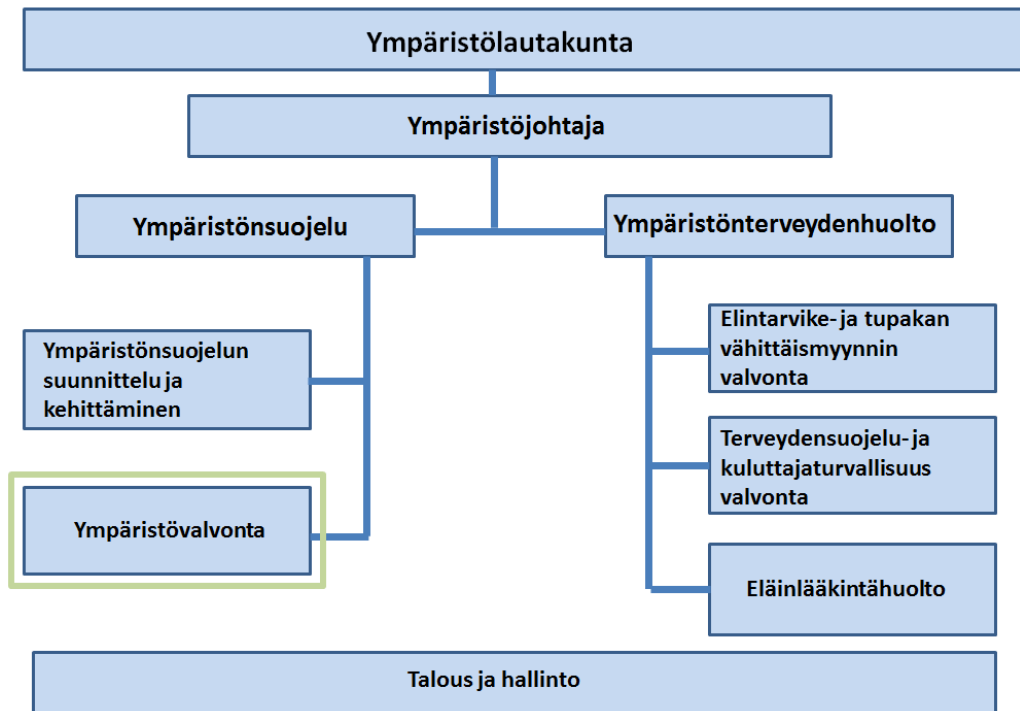 Ympäristölautakunta
Ympäristöjohtaja
Ympäristönsuojelu
Ympäristönterveydenhuolto
Ympäristönsuojelun
suunnittelu ja
kehittäminen
Ympäristövalvonta
Elintarvike- ja tupakan
vähittäismyynnin
valvonta
Terveydensuojelu- ja
kuluttajaturvallisuus
valvonta
Eläinlääkintähuolto
Talous ja hallinto